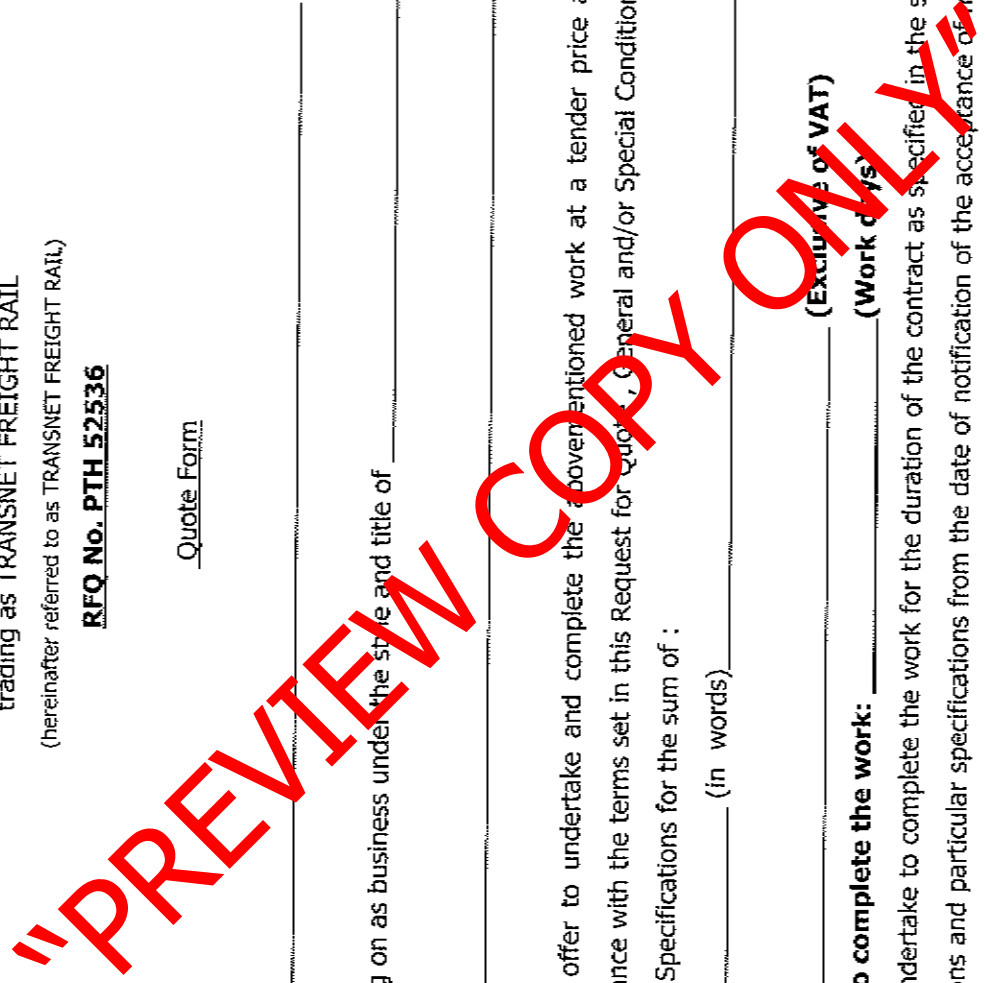 trading as TRANSNET FREIGHT RAIL
(hereinafter referred to as TRANSNET FREIGHT RAIL)
RFQ No. PTH 52536
Quote Form
on as business under the style and title of
offer to undertake and complete the abovementioned work at a tender price
with the terms set in this Request for Quote, General and/or Special
Specifications for the sum of :
(in words)
(Exclusive of VAT)
complete the work: (Work days)
to complete the work for the duration of the contract as specified in the
and particular specifications from the date of notification of the acceptance of
"PREVIEW COPY ONLY"